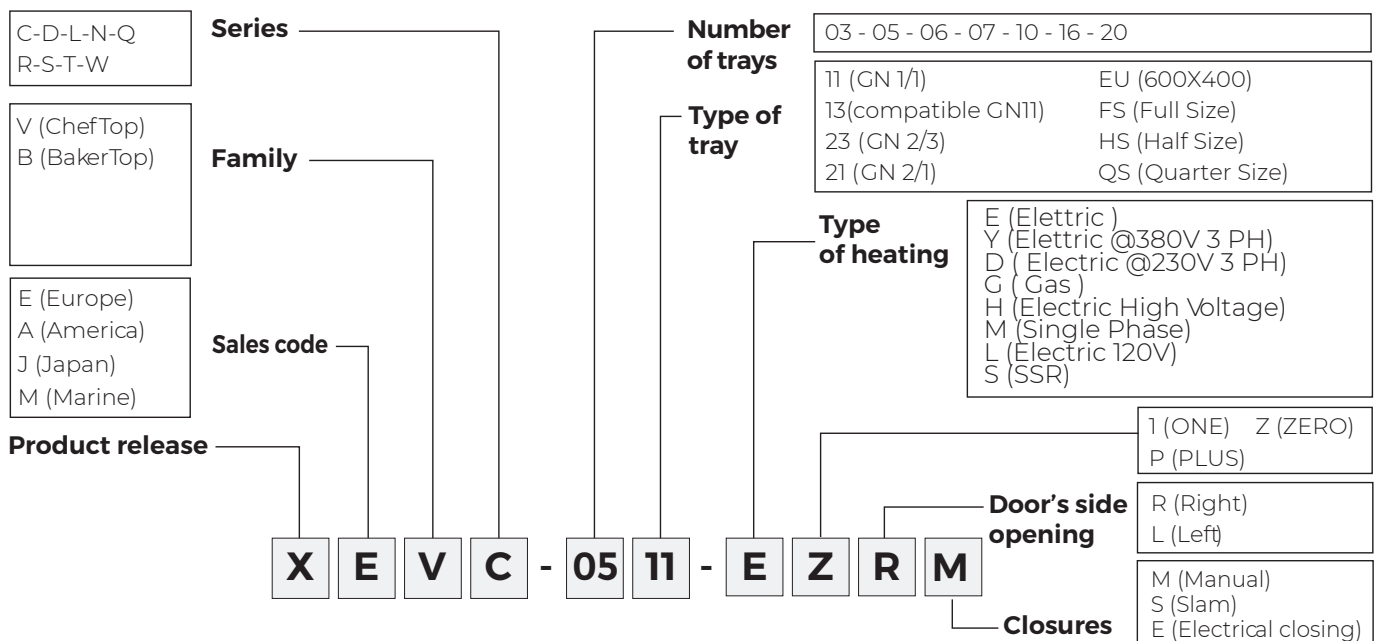 C-D-L-N-Q
R-S-T-W
Series
V (ChefTop)
B (BakerTop)
Family
E (Europe)
A (America)
J (Japan)
M (Marine)
Sales code
Product release
Number
of trays
03 - 05 - 06 - 07 - 10 - 16 - 20
Type of
tray
11 (GN 1/1) EU (600X400)
13(compatible GN11) FS (Full Size)
23 (GN 2/3) HS (Half Size)
21 (GN 2/1) QS (Quarter Size)
Type
of heating
E (Elettric )
Y (Elettric @380V 3 PH)
D ( Electric @230V 3 PH)
G ( Gas )
H (Electric High Voltage)
M (Single Phase)
L (Electric 120V)
S (SSR)
1 (ONE) Z (ZERO)
P (PLUS)
Door's side
opening
R (Right)
L (Left)
X E V C - 05 11 - E Z R M
Closures
M (Manual)
S (Slam)
E (Electrical closing)